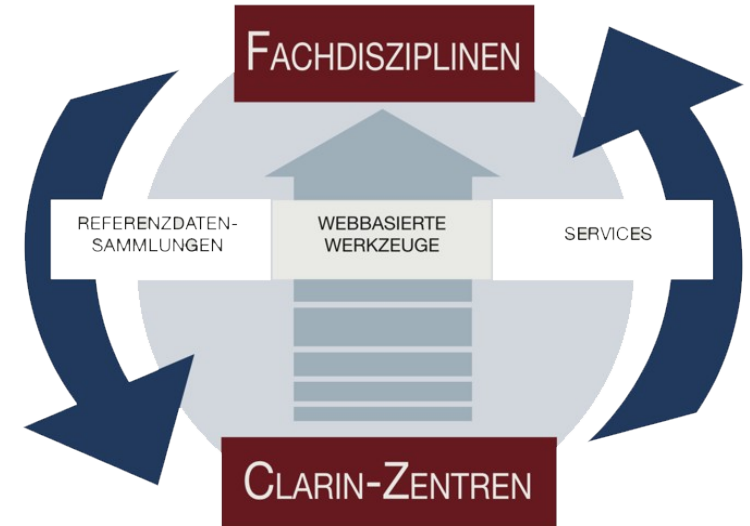 FACHDISZIPLINEN
REFERENZDATEN-
SAMMLUNGEN
WEBBASIERTE
WERKZEUGE
SERVICES
CLARIN-ZENTREN